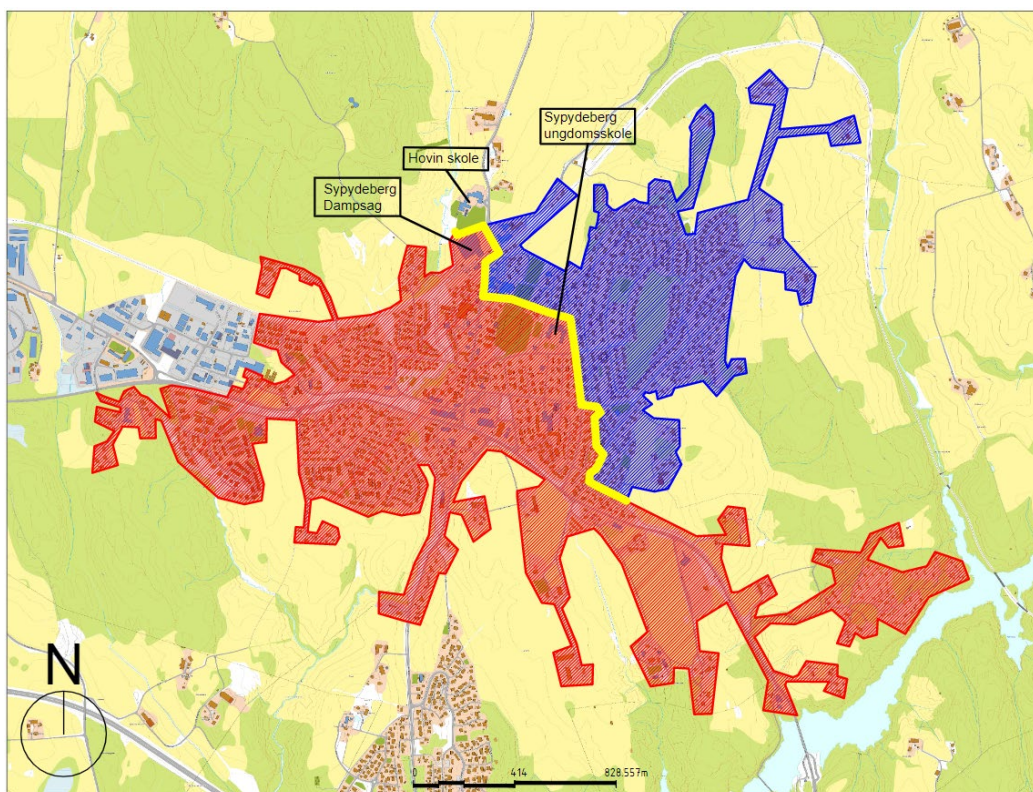 Sypydeberg
ungdomsskole
Hovin skole
Sypydeberg
Dampsag
N
0
414
828.557m